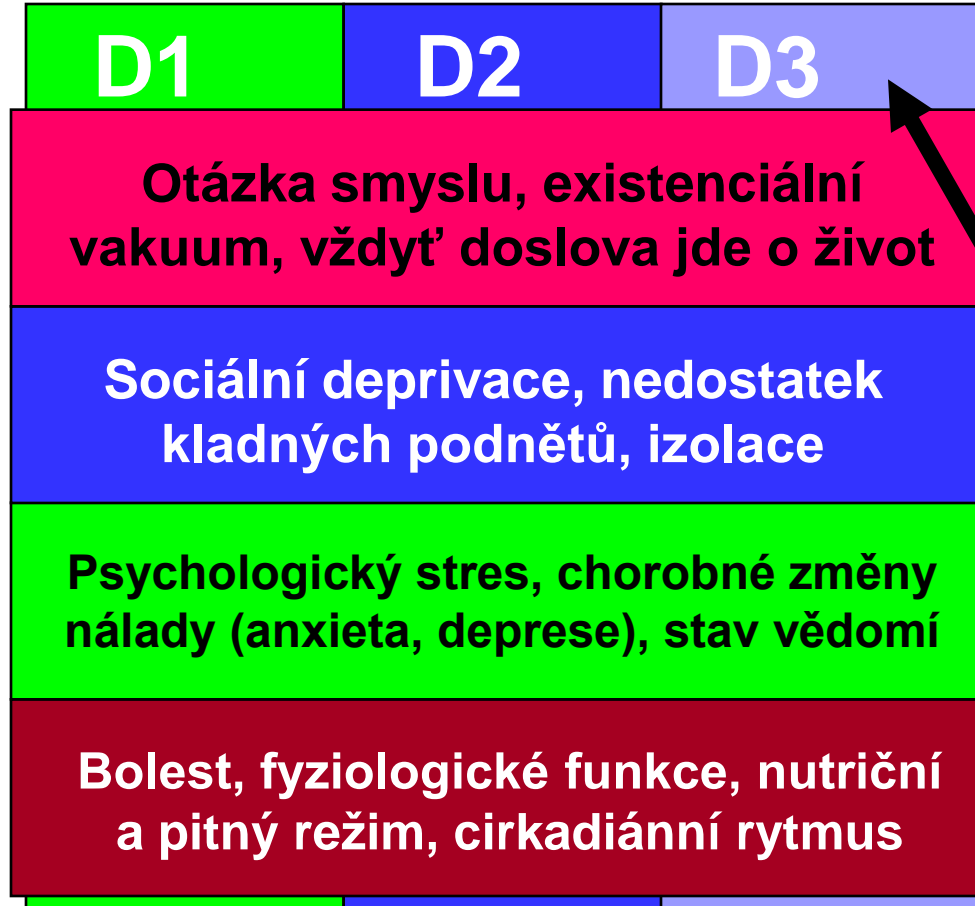 D1 D2 D3
Otázka smyslu, existenciální
vakuum, vždyť doslova jde o život
Sociální deprivace, nedostatek
kladných podnětů, izolace
Psychologický stres, chorobné změny
nálady (anxieta, deprese), stav vědomí
Bolest, fyziologické funkce, nutriční
a pitný režim, cirkadiánní rytmus